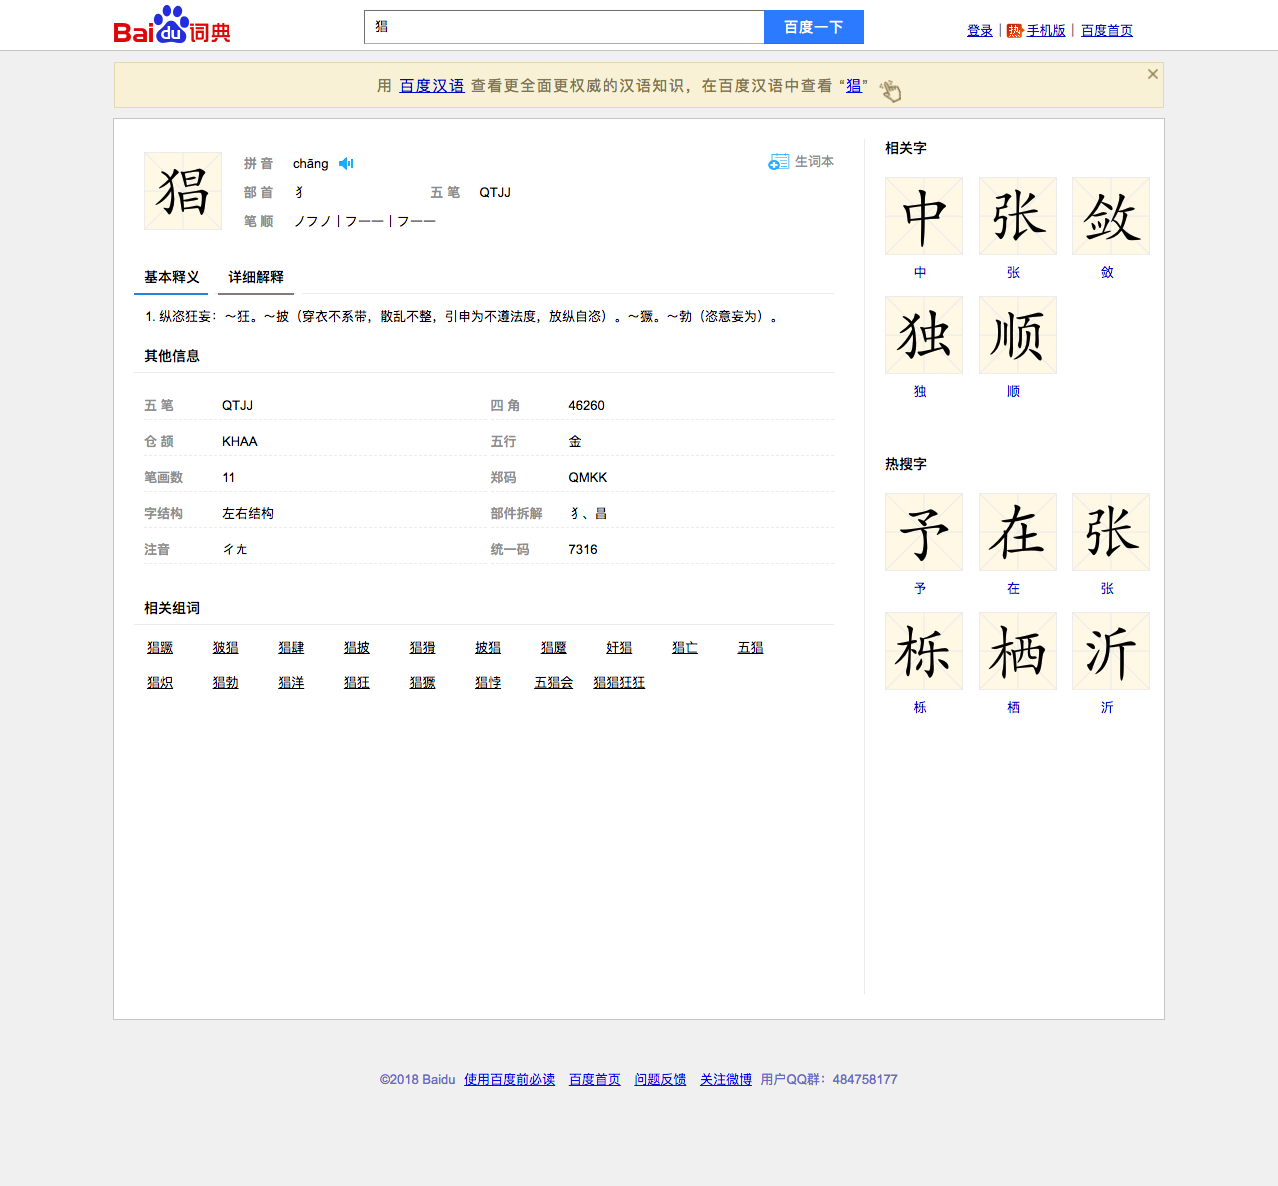 Baidu词典
猖
百度一下
登录 | 热 手机版 | 百度首页
用 百度汉语 查看更全面更权威的汉语知识，在百度汉语中查看 “猖”
猖
拼 音 chāng
生词本
部 首 犭 五 笔 QTJJ
笔 顺 ノフノ丨フ一一丨フ一一
基本释义 详细解释
1. 纵恣狂妄：～狂。～披（穿衣不系带，散乱不整，引申为不遵法度，放纵自恣）。～獗。～勃（恣意妄为）。
其他信息
五 笔 QTJJ 四 角 46260
仓 颉 KHAA 五行 金
笔画数 11 郑码 QMKK
字结构 左右结构 部件拆解 犭、昌
注音 ㄔㄤ 统一码 7316
相关组词
猖蹶 狓猖 猖肆 猖披 猖猾 披猖 猖蹷 奸猖 猖亡 五猖
猖炽 猖勃 猖洋 猖狂 猖獗 猖悖 五猖会 猖猖狂狂
相关字
中 张 敛
中 张 敛
独 顺
独 顺
热搜字
予 在 张
予 在 张
栎 栖 沂
栎 栖 沂
©2018 Baidu 使用百度前必读 百度首页 问题反馈 关注微博 用户QQ群：484758177